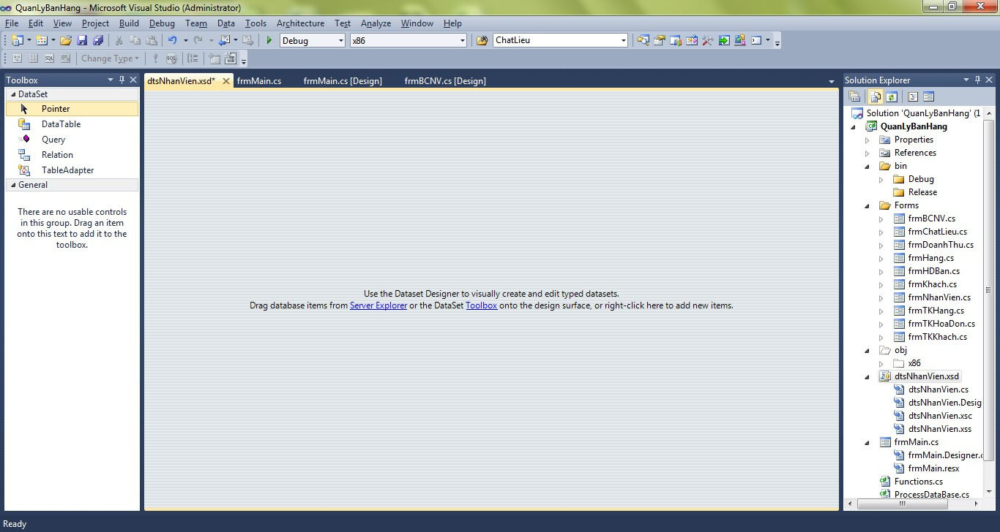 QuanLyBanHang - Microsoft Visual Studio (Administrator)
File Edit View Project Build Debug Team Data Tools Architecture Test Analyze Window Help
Debug x86 ChatLieu
SQL Change Type SQL
Toolbox
DataSet
Pointer
DataTable
Query
Relation
TableAdapter
General
There are no usable controls
in this group. Drag an item
onto this text to add it to the
toolbox.
dtsNhanVien.xsd* frmMain.cs frmMain.cs [Design] frmBCNV.cs [Design]
Use the Dataset Designer to visually create and edit typed datasets.
Drag database items from Server Explorer or the DataSet Toolbox onto the design surface, or right-click here to add new items.
Solution Explorer
Solution 'QuanLyBanHang' (1
QuanLyBanHang
Properties
References
bin
Debug
Release
Forms
frmBCNV.cs
frmChatLieu.cs
frmDoanhThu.cs
frmHang.cs
frmHDBan.cs
frmKhach.cs
frmNhanVien.cs
frmTKHang.cs
frmTKHoaDon.cs
frmTKKhach.cs
obj
x86
dtsNhanVien.xsd
dtsNhanVien.cs
dtsNhanVien.Desig
dtsNhanVien.xsc
dtsNhanVien.xss
frmMain.cs
frmMain.Designer.c
frmMain.resx
Functions.cs
ProcessDataBase.cs
Ready